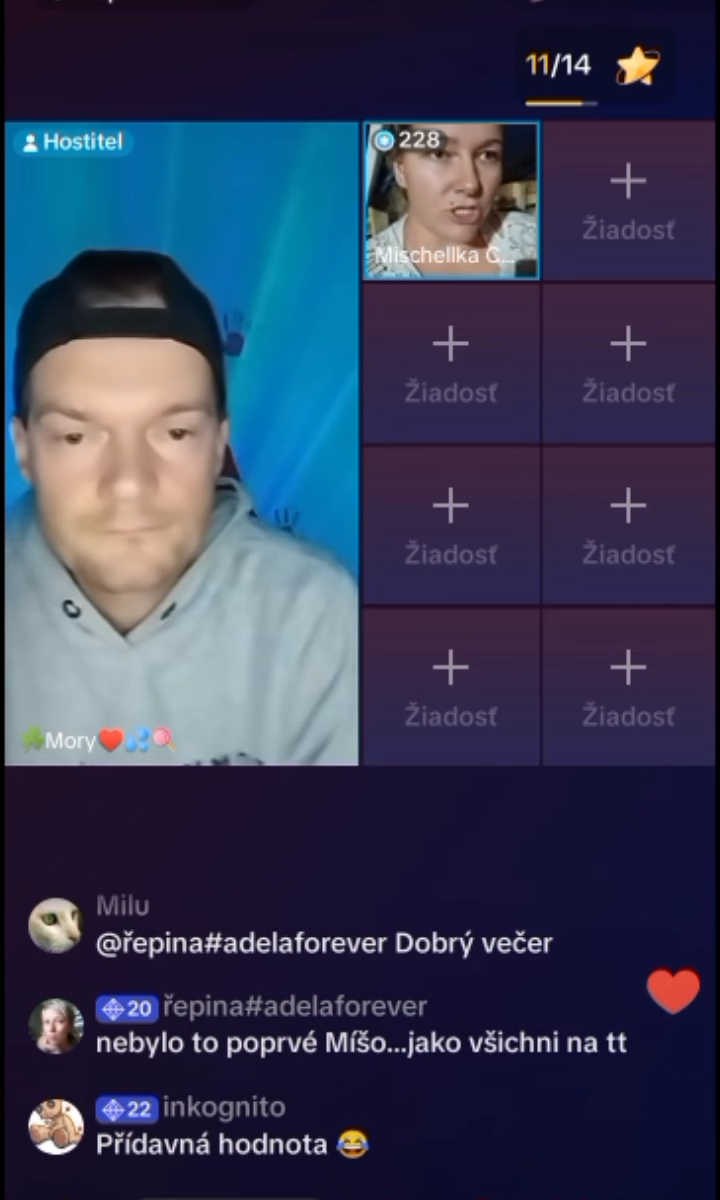 11/14
Hostitel
228
Mischellka C...
Žiadosť
Žiadosť
Žiadosť
Žiadosť
Žiadosť
Žiadosť
Žiadosť
🍀Mory❤️💦🍭
Milu
@řepina#adelaforever Dobrý večer
20 řepina#adelaforever
nebylo to poprvé Míšo...jako všichni na tt
22 inkognito
Přídavná hodnota 😂